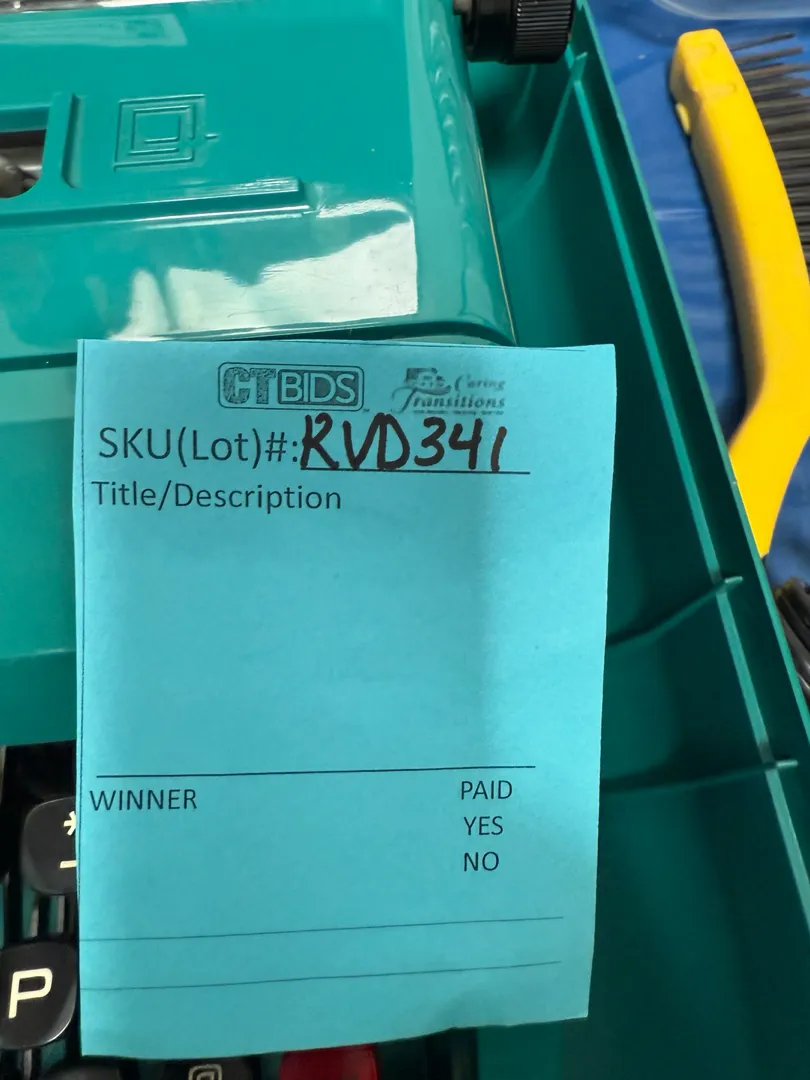 CTBIDS
Caring
Transitions
SKU(Lot)#:RVD341
Title/Description
WINNER
PAID
YES
NO
*
-
P